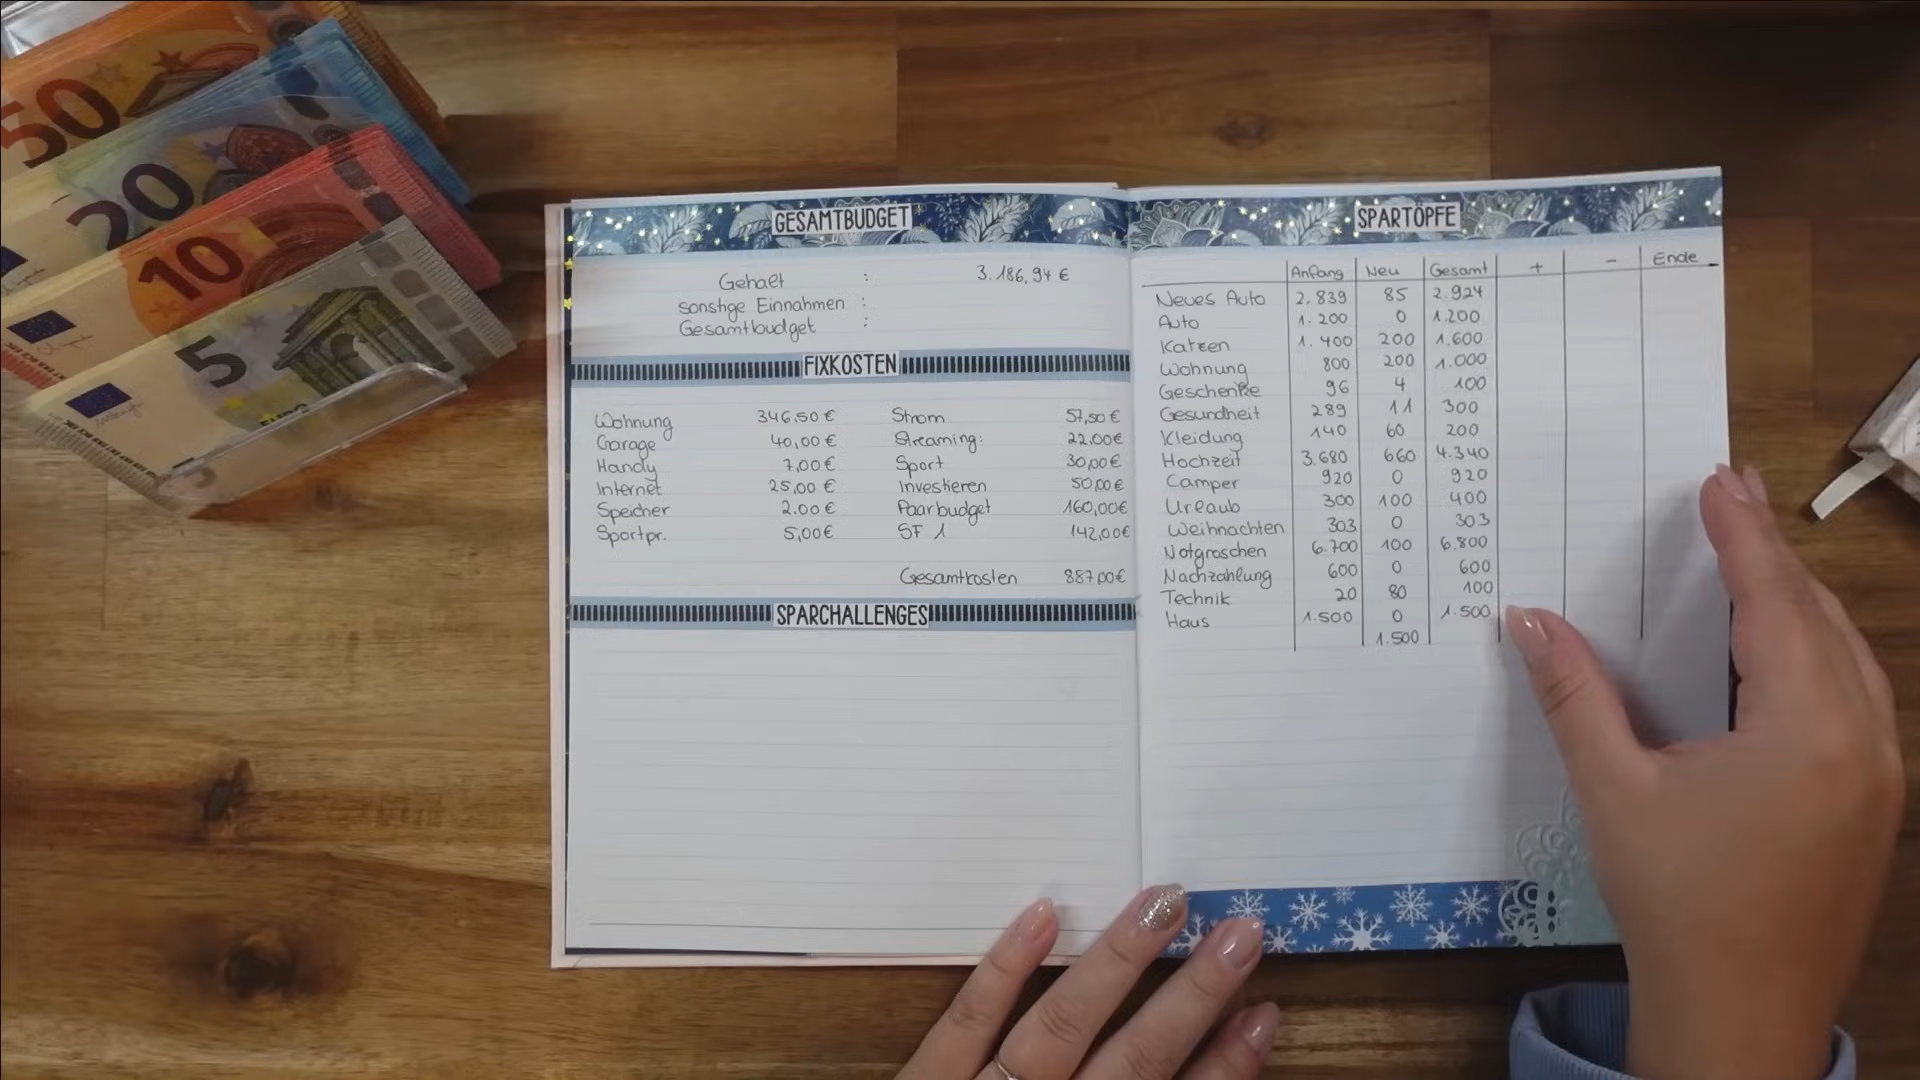 50
20
10
5
GESAMTBUDGET
Gehalt : 3.186,94 €
sonstige Einnahmen :
Gesamtbudget :
FIXKOSTEN
Wohnung 346,50 € Strom 57,50 €
Garage 40,00 € Streaming: 22,00€
Handy 7,00 € Sport 30,00€
Internet 25,00 € Investieren 50,00€
Speicher 2,00 € Paarbudget 160,00€
Sportpr. 5,00€ SF 1 142,00€
Gesamtkosten 887,00€
SPARCHALLENGES
SPARTÖPFE
Anfang Neu Gesamt + - Ende
Neues Auto 2.839 85 2.924
Auto 1.200 0 1.200
Katzen 1.400 200 1.600
Wohnung 800 200 1.000
Geschenke 96 4 100
Gesundheit 289 11 300
Kleidung 140 60 200
Hochzeit 3.680 660 4.340
Camper 920 0 920
Urlaub 300 100 400
Weihnachten 303 0 303
Notgroschen 6.700 100 6.800
Nachzahlung 600 0 600
Technik 20 80 100
Haus 1.500 0 1.500
1.500